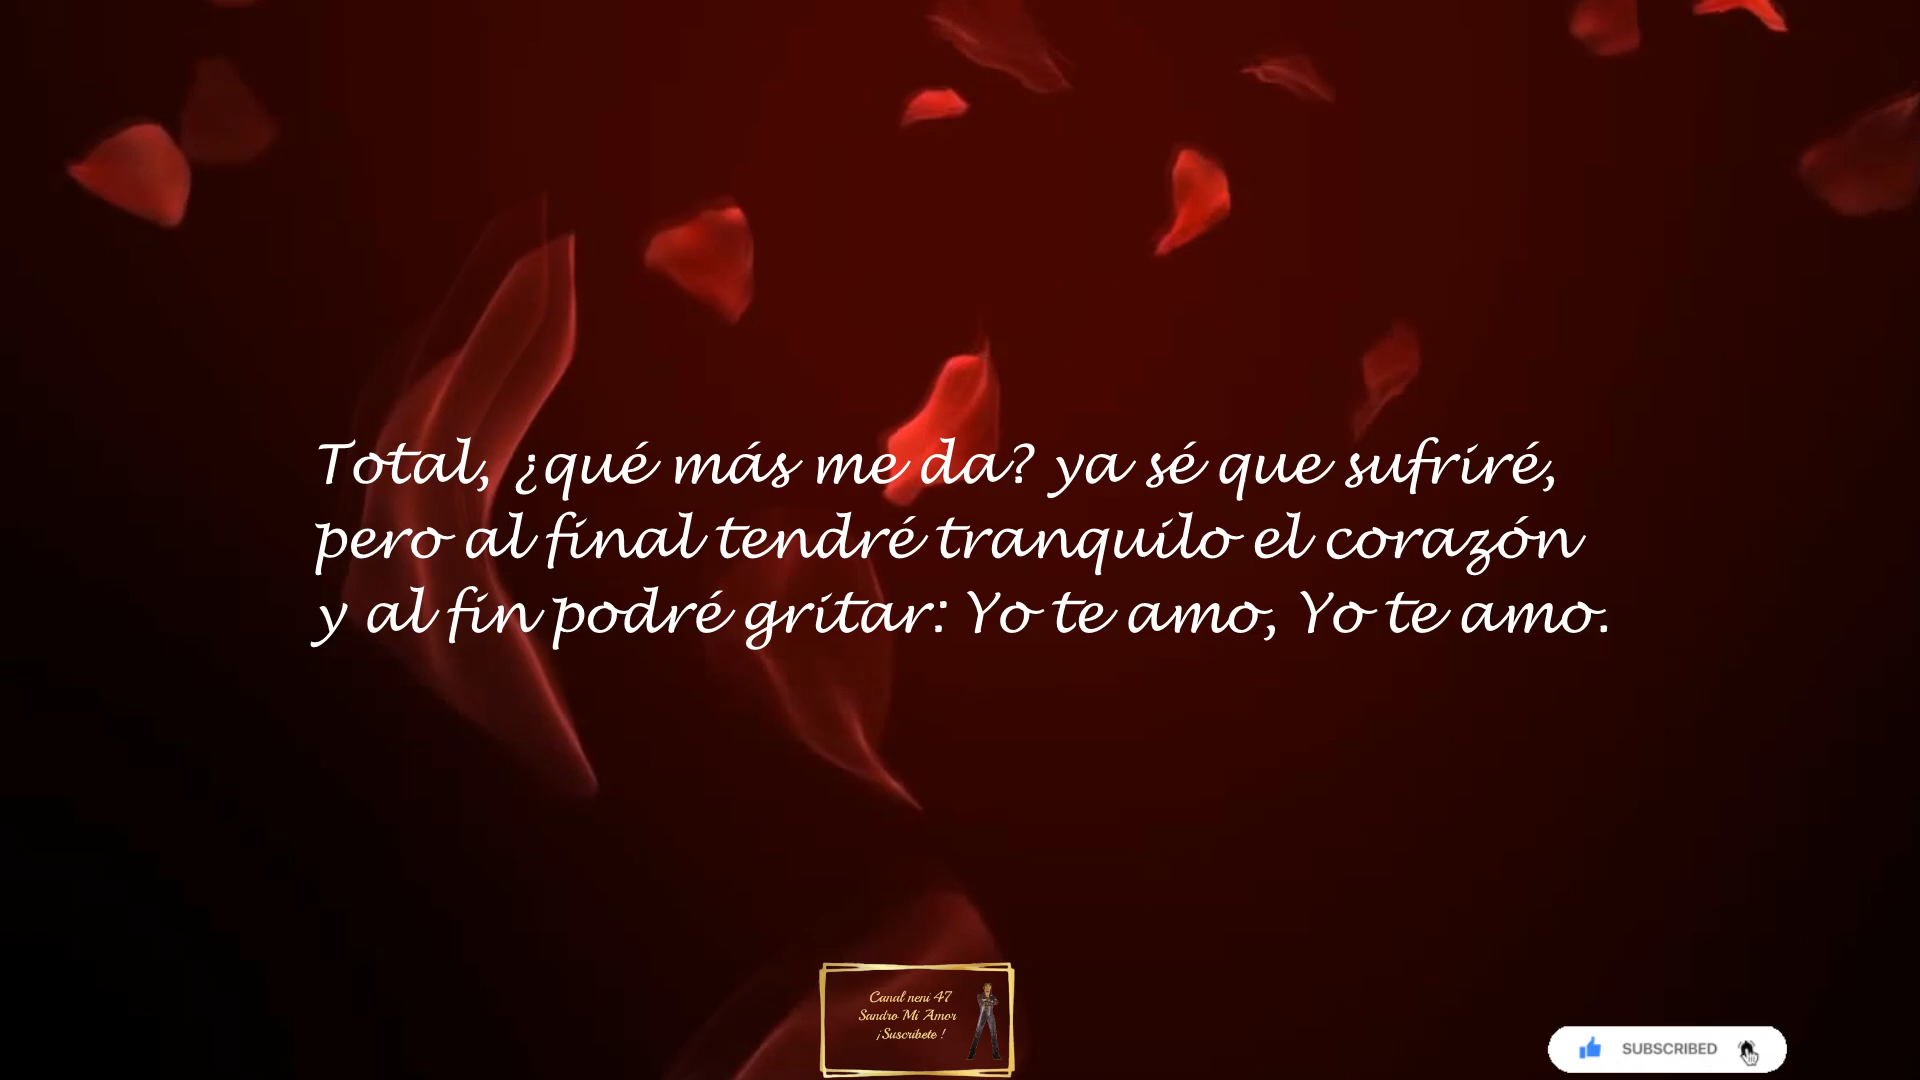 Total, ¿qué más me da? ya sé que sufriré,
pero al final tendré tranquilo el corazón
y al fin podré gritar: Yo te amo, Yo te amo.
Canal neni 47
Sandro Mi Amor
¡Suscribete !
SUBSCRIBED